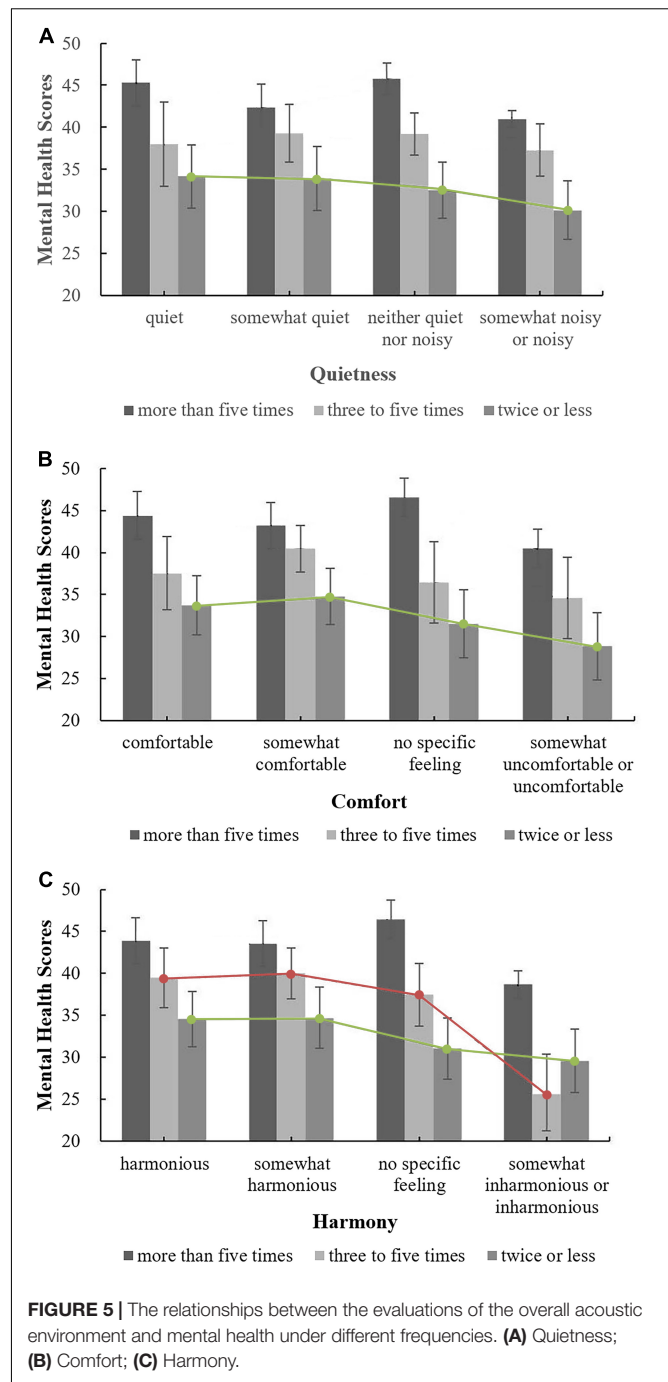 A
Mental Health Scores
50
45
40
35
30
25
20
quiet
somewhat quiet
neither quiet
nor noisy
somewhat noisy
or noisy
Quietness
more than five times
three to five times
twice or less
B
Mental Health Scores
50
45
40
35
30
25
20
comfortable
somewhat
comfortable
no specific
feeling
somewhat
uncomfortable or
uncomfortable
Comfort
more than five times
three to five times
twice or less
C
Mental Health Scores
50
45
40
35
30
25
20
harmonious
somewhat
harmonious
no specific
feeling
somewhat
inharmonious or
inharmonious
Harmony
more than five times
three to five times
twice or less
FIGURE 5 | The relationships between the evaluations of the overall acoustic
environment and mental health under different frequencies. (A) Quietness;
(B) Comfort; (C) Harmony.